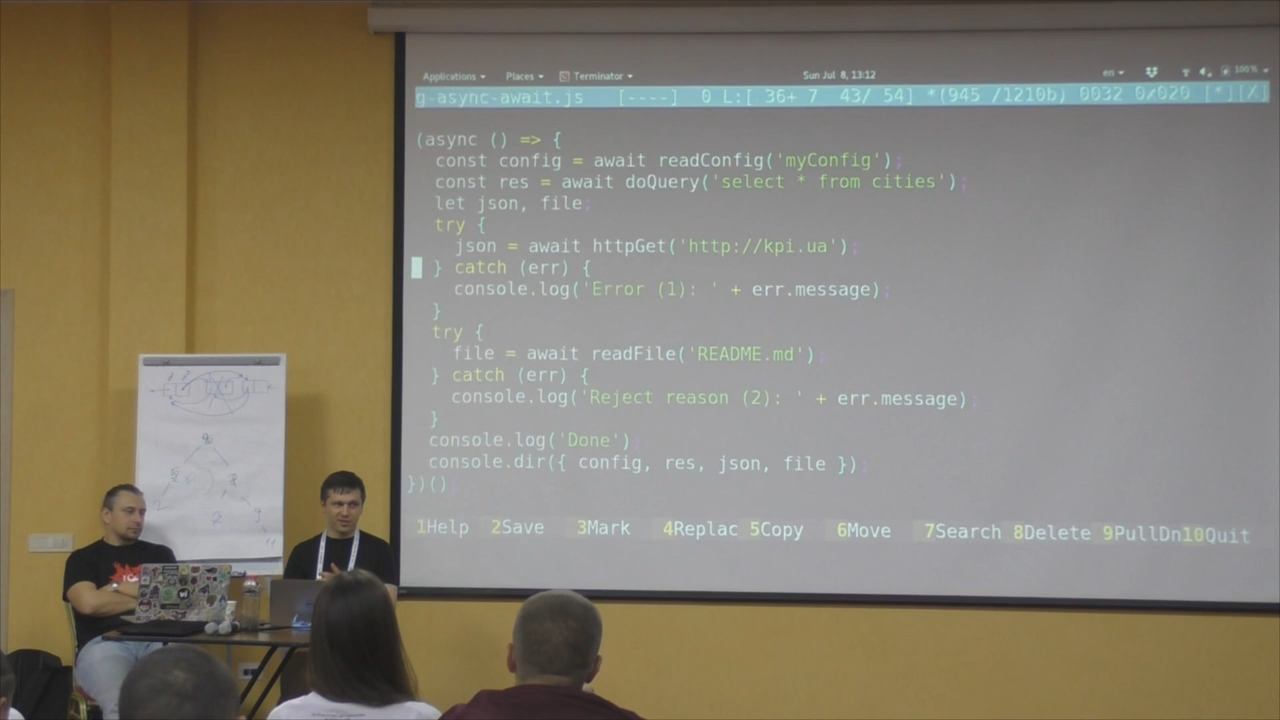 Applications Places Terminator Sun Jul 8, 13:12 en 100%
g-async-await.js [----] 0 L:[ 36+ 7 43/ 54] *(945 /1210b) 0032 0x020 [*][X]
(async () => {
const config = await readConfig('myConfig');
const res = await doQuery('select * from cities');
let json, file;
try {
json = await httpGet('http://kpi.ua');
} catch (err) {
console.log('Error (1): ' + err.message);
}
try {
file = await readFile('README.md');
} catch (err) {
console.log('Reject reason (2): ' + err.message);
}
console.log('Done');
console.dir({ config, res, json, file });
})();
1Help 2Save 3Mark 4Replac 5Copy 6Move 7Search 8Delete 9PullDn 10Quit